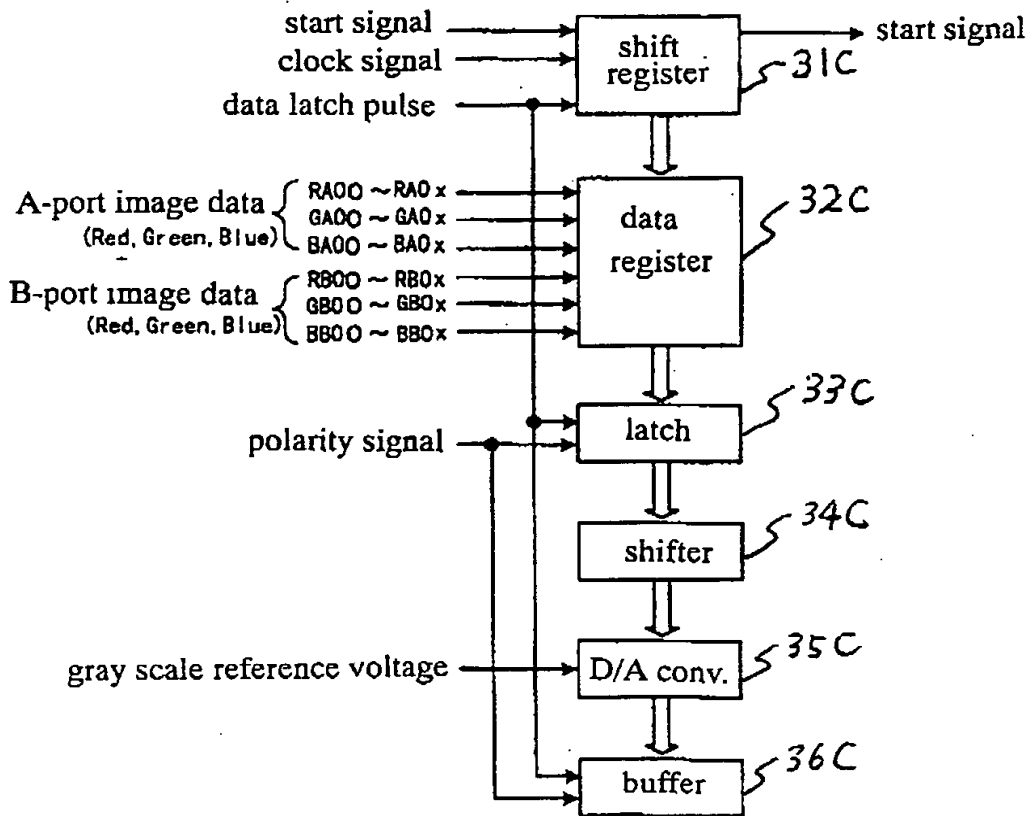 start signal
clock signal
data latch pulse
shift
register
start signal
31C
A-port image data
(Red, Green, Blue)
RA00 ~ RA0x
GA00 ~ GA0x
BA00 ~ BA0x
B-port image data
(Red, Green, Blue)
RB00 ~ RB0x
GB00 ~ GB0x
BB00 ~ BB0x
data
register
32C
polarity signal
latch
33C
shifter
34C
gray scale reference voltage
D/A conv.
35C
buffer
36C